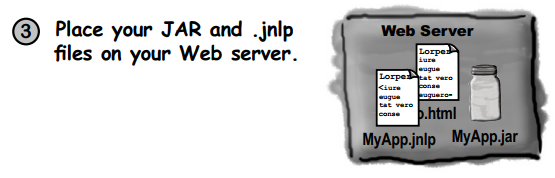 3 Place your JAR and .jnlp
files on your Web server.
Web Server
Lorper
iure
eugue
tat vero
conse
euguero=
Lorper
<iure
eugue
tat vero
conse
.html
MyApp.jnlp
MyApp.jar